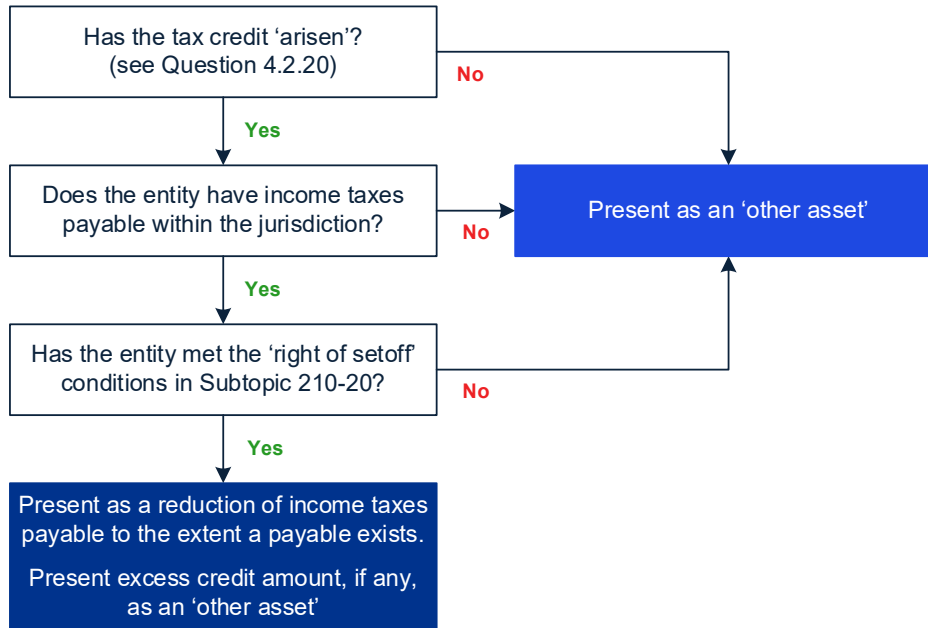 Has the tax credit ‘arisen’?
(see Question 4.2.20)
No
Yes
Does the entity have income taxes
payable within the jurisdiction?
No
Present as an ‘other asset’
Yes
Has the entity met the ‘right of setoff’
conditions in Subtopic 210-20?
No
Yes
Present as a reduction of income taxes
payable to the extent a payable exists.
Present excess credit amount, if any,
as an ‘other asset’